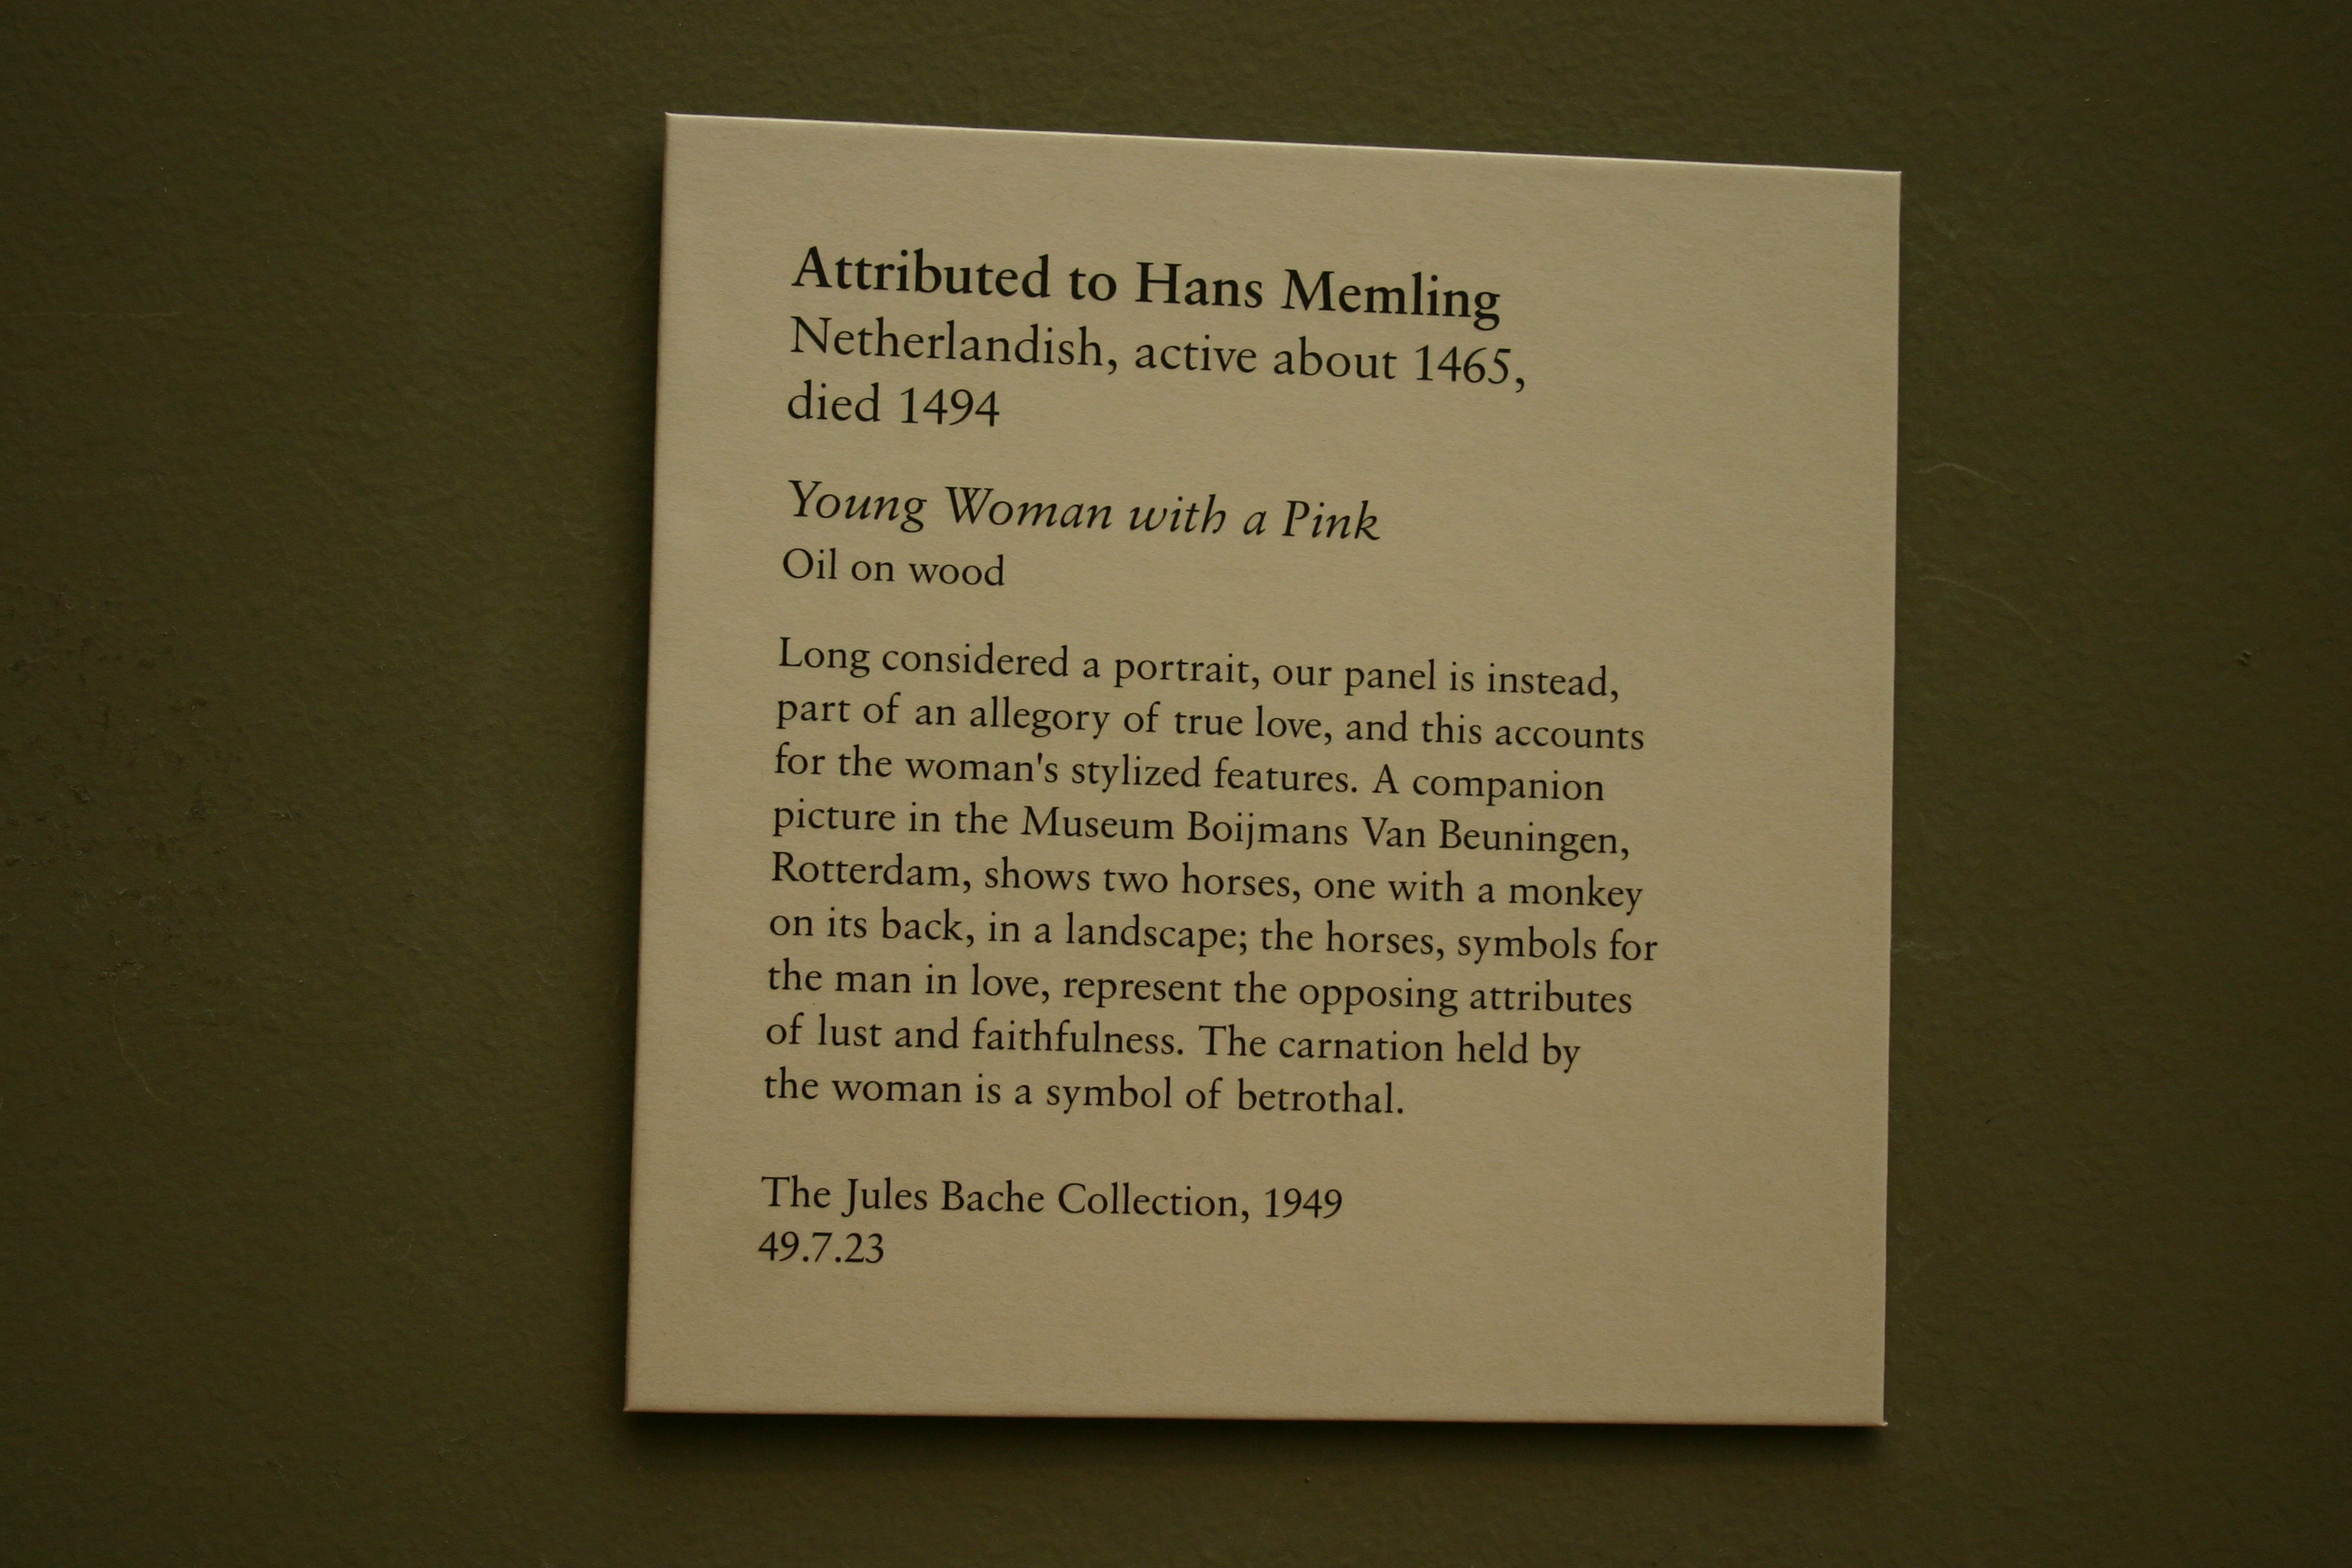 Attributed to Hans Memling
Netherlandish, active about 1465,
died 1494
Young Woman with a Pink
Oil on wood
Long considered a portrait, our panel is instead,
part of an allegory of true love, and this accounts
for the woman's stylized features. A companion
picture in the Museum Boijmans Van Beuningen,
Rotterdam, shows two horses, one with a monkey
on its back, in a landscape; the horses, symbols for
the man in love, represent the opposing attributes
of lust and faithfulness. The carnation held by
the woman is a symbol of betrothal.
The Jules Bache Collection, 1949
49.7.23